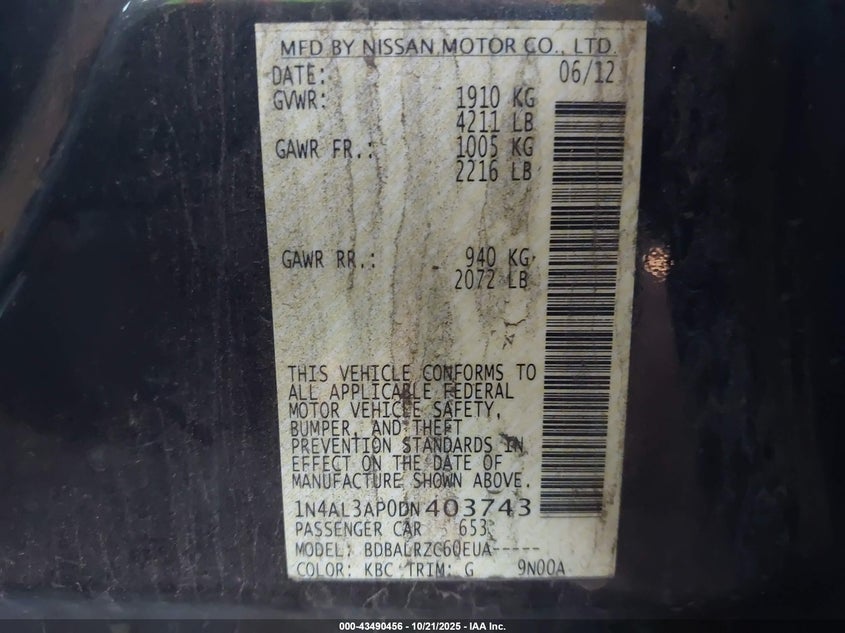 MFD BY NISSAN MOTOR CO., LTD.
DATE: 06/12
GVWR: 1910 KG
4211 LB
GAWR FR.: 1005 KG
2216 LB
GAWR RR.: 940 KG
2072 LB
THIS VEHICLE CONFORMS TO
ALL APPLICABLE FEDERAL
MOTOR VEHICLE SAFETY,
BUMPER, AND THEFT
PREVENTION STANDARDS IN
EFFECT ON THE DATE OF
MANUFACTURE SHOWN ABOVE.
1N4AL3AP0DN403743
PASSENGER CAR 653
MODEL: BDBALRZC60EUA-----
COLOR: KBC TRIM: G 9N00A
000-43490456 - 10/21/2025 - IAA Inc.